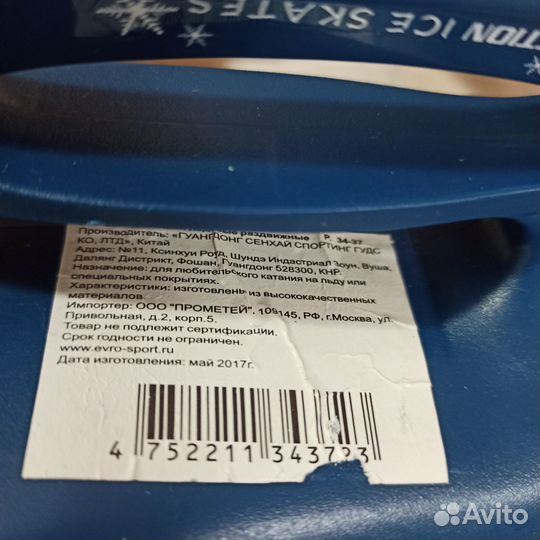 CTION ICE SKATES
раздвижные Р. 34-37
Производитель: «ГУАНГДОНГ СЕНХАЙ СПОРТИНГ ГУДС
КО, ЛТД», Китай
Адрес: №11, Ксинхуи Роуд, Шундэ Индастриал Зоун, Вуша,
Далянг Дистрикт, Фошан, Гуангдонг 528300, КНР.
Назначение: для любительского катания на льду или
специальных покрытиях.
Характеристики: изготовлены из высококачественных
материалов.
Импортер: ООО "ПРОМЕТЕЙ", 109145, РФ, г.Москва, ул.
Привольная, д.2, корп.5.
Товар не подлежит сертификации.
Срок годности не ограничен.
www.evro-sport.ru
Дата изготовления: май 2017г.
4 752211 343723
Avito